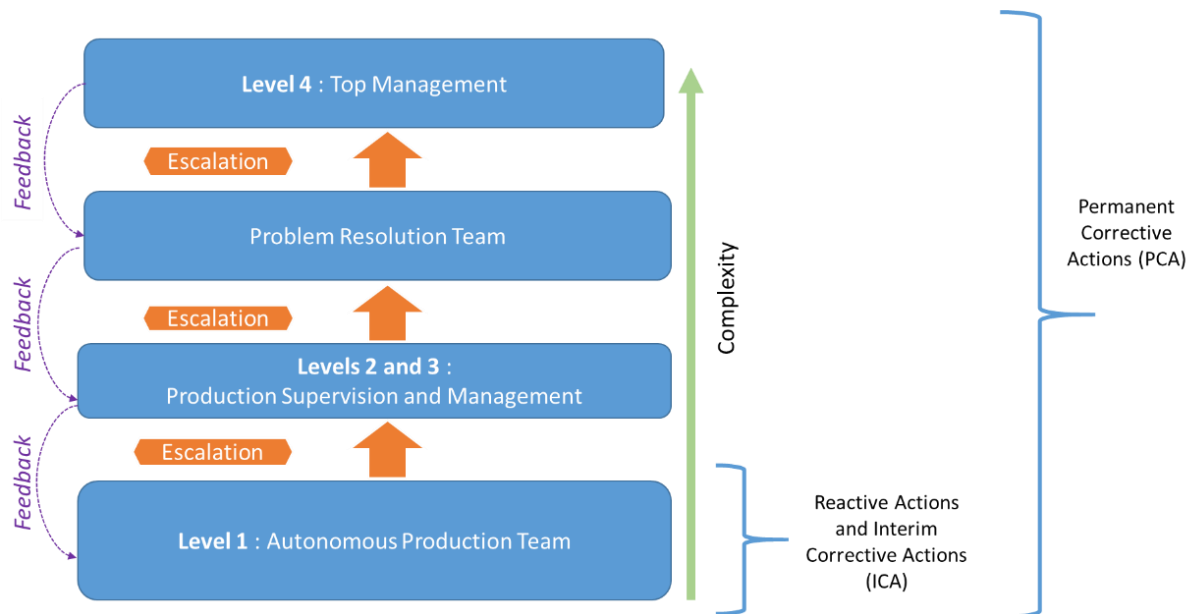 Level 4 : Top Management
Feedback
Escalation
Problem Resolution Team
Feedback
Escalation
Levels 2 and 3 :
Production Supervision and Management
Feedback
Escalation
Level 1 : Autonomous Production Team
Complexity
Reactive Actions
and Interim
Corrective Actions
(ICA)
Permanent
Corrective
Actions (PCA)